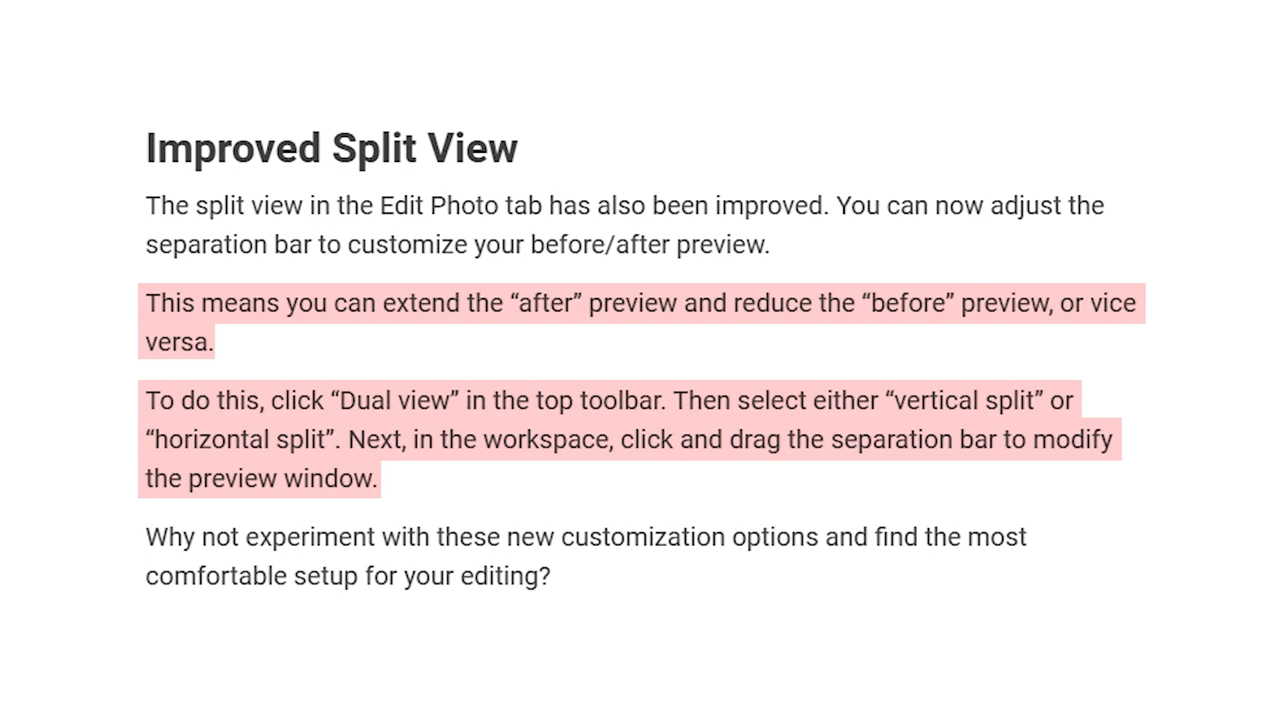 Improved Split View
The split view in the Edit Photo tab has also been improved. You can now adjust the
separation bar to customize your before/after preview.
This means you can extend the “after” preview and reduce the “before” preview, or vice
versa.
To do this, click “Dual view” in the top toolbar. Then select either “vertical split” or
“horizontal split”. Next, in the workspace, click and drag the separation bar to modify
the preview window.
Why not experiment with these new customization options and find the most
comfortable setup for your editing?